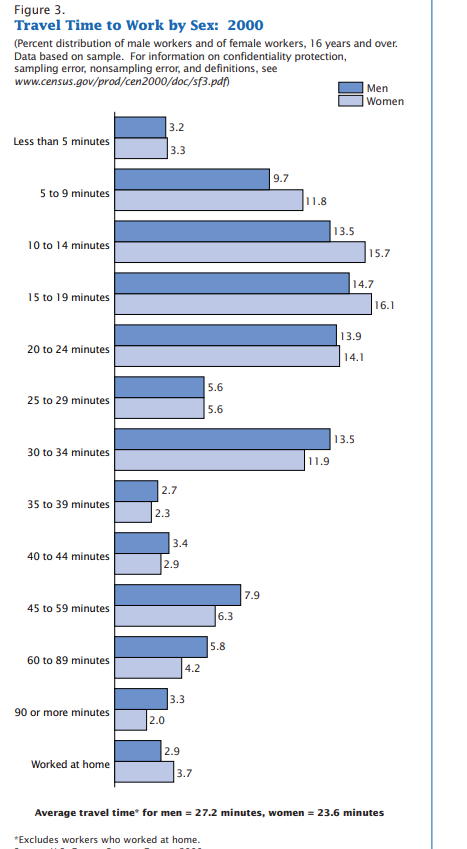 Figure 3.
Travel Time to Work by Sex: 2000
(Percent distribution of male workers and of female workers, 16 years and over.
Data based on sample. For information on confidentiality protection,
sampling error, nonsampling error, and definitions, see
www.census.gov/prod/cen2000/doc/sf3.pdf)
Men
Women
Less than 5 minutes
3.2
3.3
5 to 9 minutes
9.7
11.8
10 to 14 minutes
13.5
15.7
15 to 19 minutes
14.7
16.1
20 to 24 minutes
13.9
14.1
25 to 29 minutes
5.6
5.6
30 to 34 minutes
13.5
11.9
35 to 39 minutes
2.7
2.3
40 to 44 minutes
3.4
2.9
45 to 59 minutes
7.9
6.3
60 to 89 minutes
5.8
4.2
90 or more minutes
3.3
2.0
Worked at home
2.9
3.7
Average travel time* for men = 27.2 minutes, women = 23.6 minutes
*Excludes workers who worked at home.